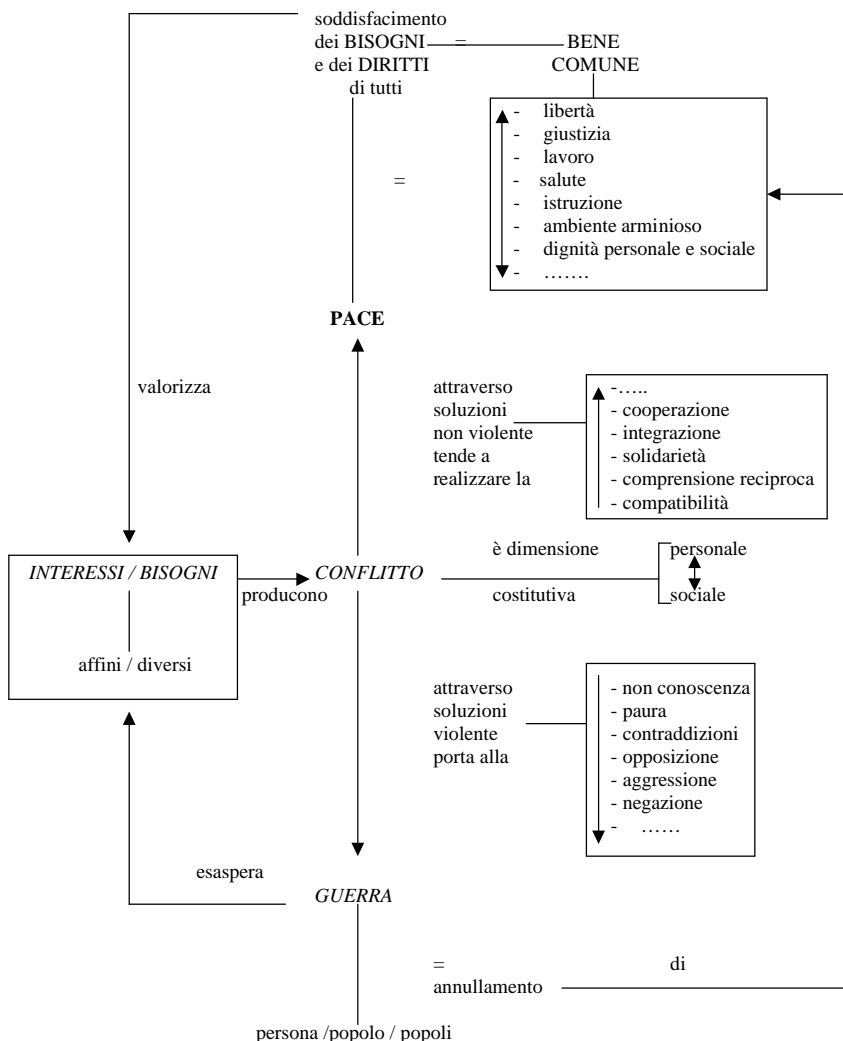 soddisfacimento
dei BISOGNI = BENE
e dei DIRITTI COMUNE
di tutti
- libertà
- giustizia
- lavoro
= - salute
- istruzione
- ambiente arminioso
- dignità personale e sociale
- …….
PACE
valorizza
attraverso
soluzioni
non violente
tende a
realizzare la
-…..
- cooperazione
- integrazione
- solidarietà
- comprensione reciproca
- compatibilità
INTERESSI / BISOGNI
affini / diversi
producono
CONFLITTO
è dimensione
costitutiva
personale
sociale
attraverso
soluzioni
violente
porta alla
- non conoscenza
- paura
- contraddizioni
- opposizione
- aggressione
- negazione
- ……
esaspera
GUERRA
= di
annullamento
persona /popolo / popoli